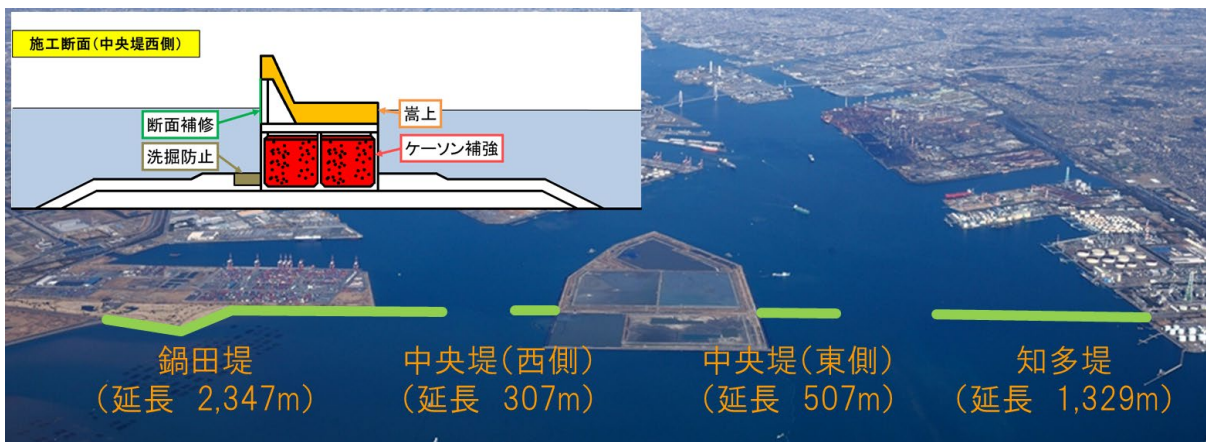 施工断面(中央堤西側)
断面補修
嵩上
洗掘防止
ケーソン補強
鍋田堤
(延長 2,347m)
中央堤(西側)
(延長 307m)
中央堤(東側)
(延長 507m)
知多堤
(延長 1,329m)